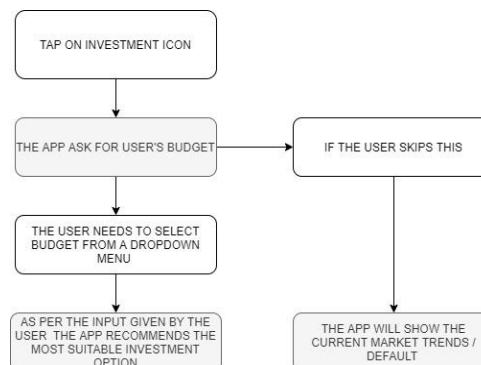 TAP ON INVESTMENT ICON
THE APP ASK FOR USER'S BUDGET
IF THE USER SKIPS THIS
THE USER NEEDS TO SELECT
BUDGET FROM A DROPDOWN
MENU
AS PER THE INPUT GIVEN BY THE
USER THE APP RECOMMENDS THE
MOST SUITABLE INVESTMENT
OPTION
THE APP WILL SHOW THE
CURRENT MARKET TRENDS /
DEFAULT